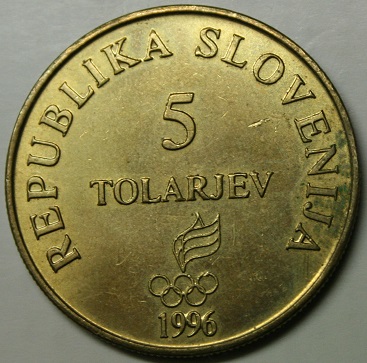 REPUBLIKA SLOVENIJA
5
TOLARJEV
1996